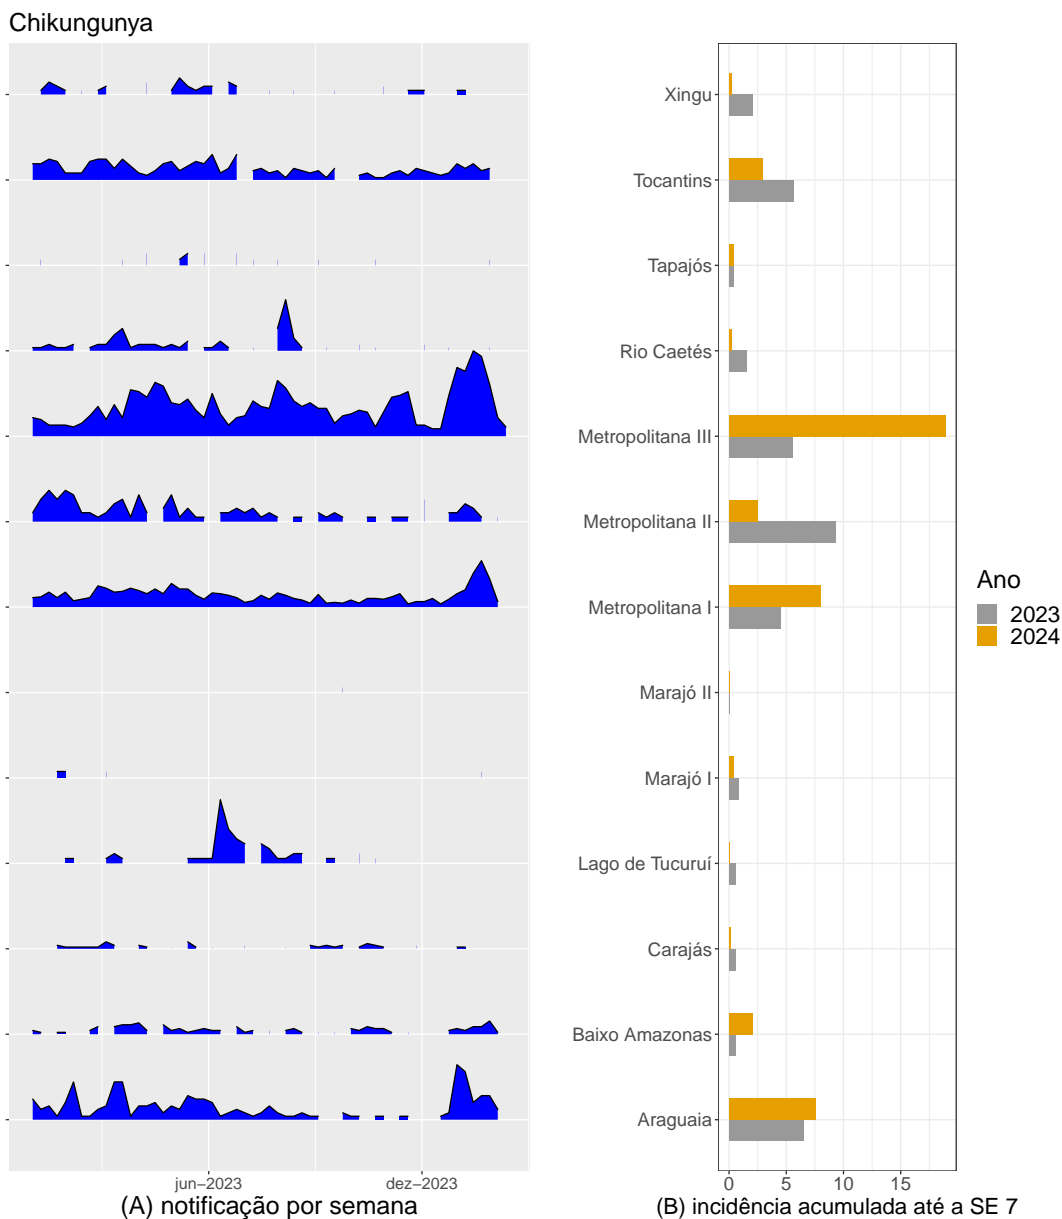 Chikungunya
Xingu
Tocantins
Tapajós
Rio Caetés
Metropolitana III
Metropolitana II
Metropolitana I
Marajó II
Marajó I
Lago de Tucuruí
Carajás
Baixo Amazonas
Araguaia
Ano
2023
2024
jun–2023 dez–2023
0 5 10 15
(A) notificação por semana
(B) incidência acumulada até a SE 7